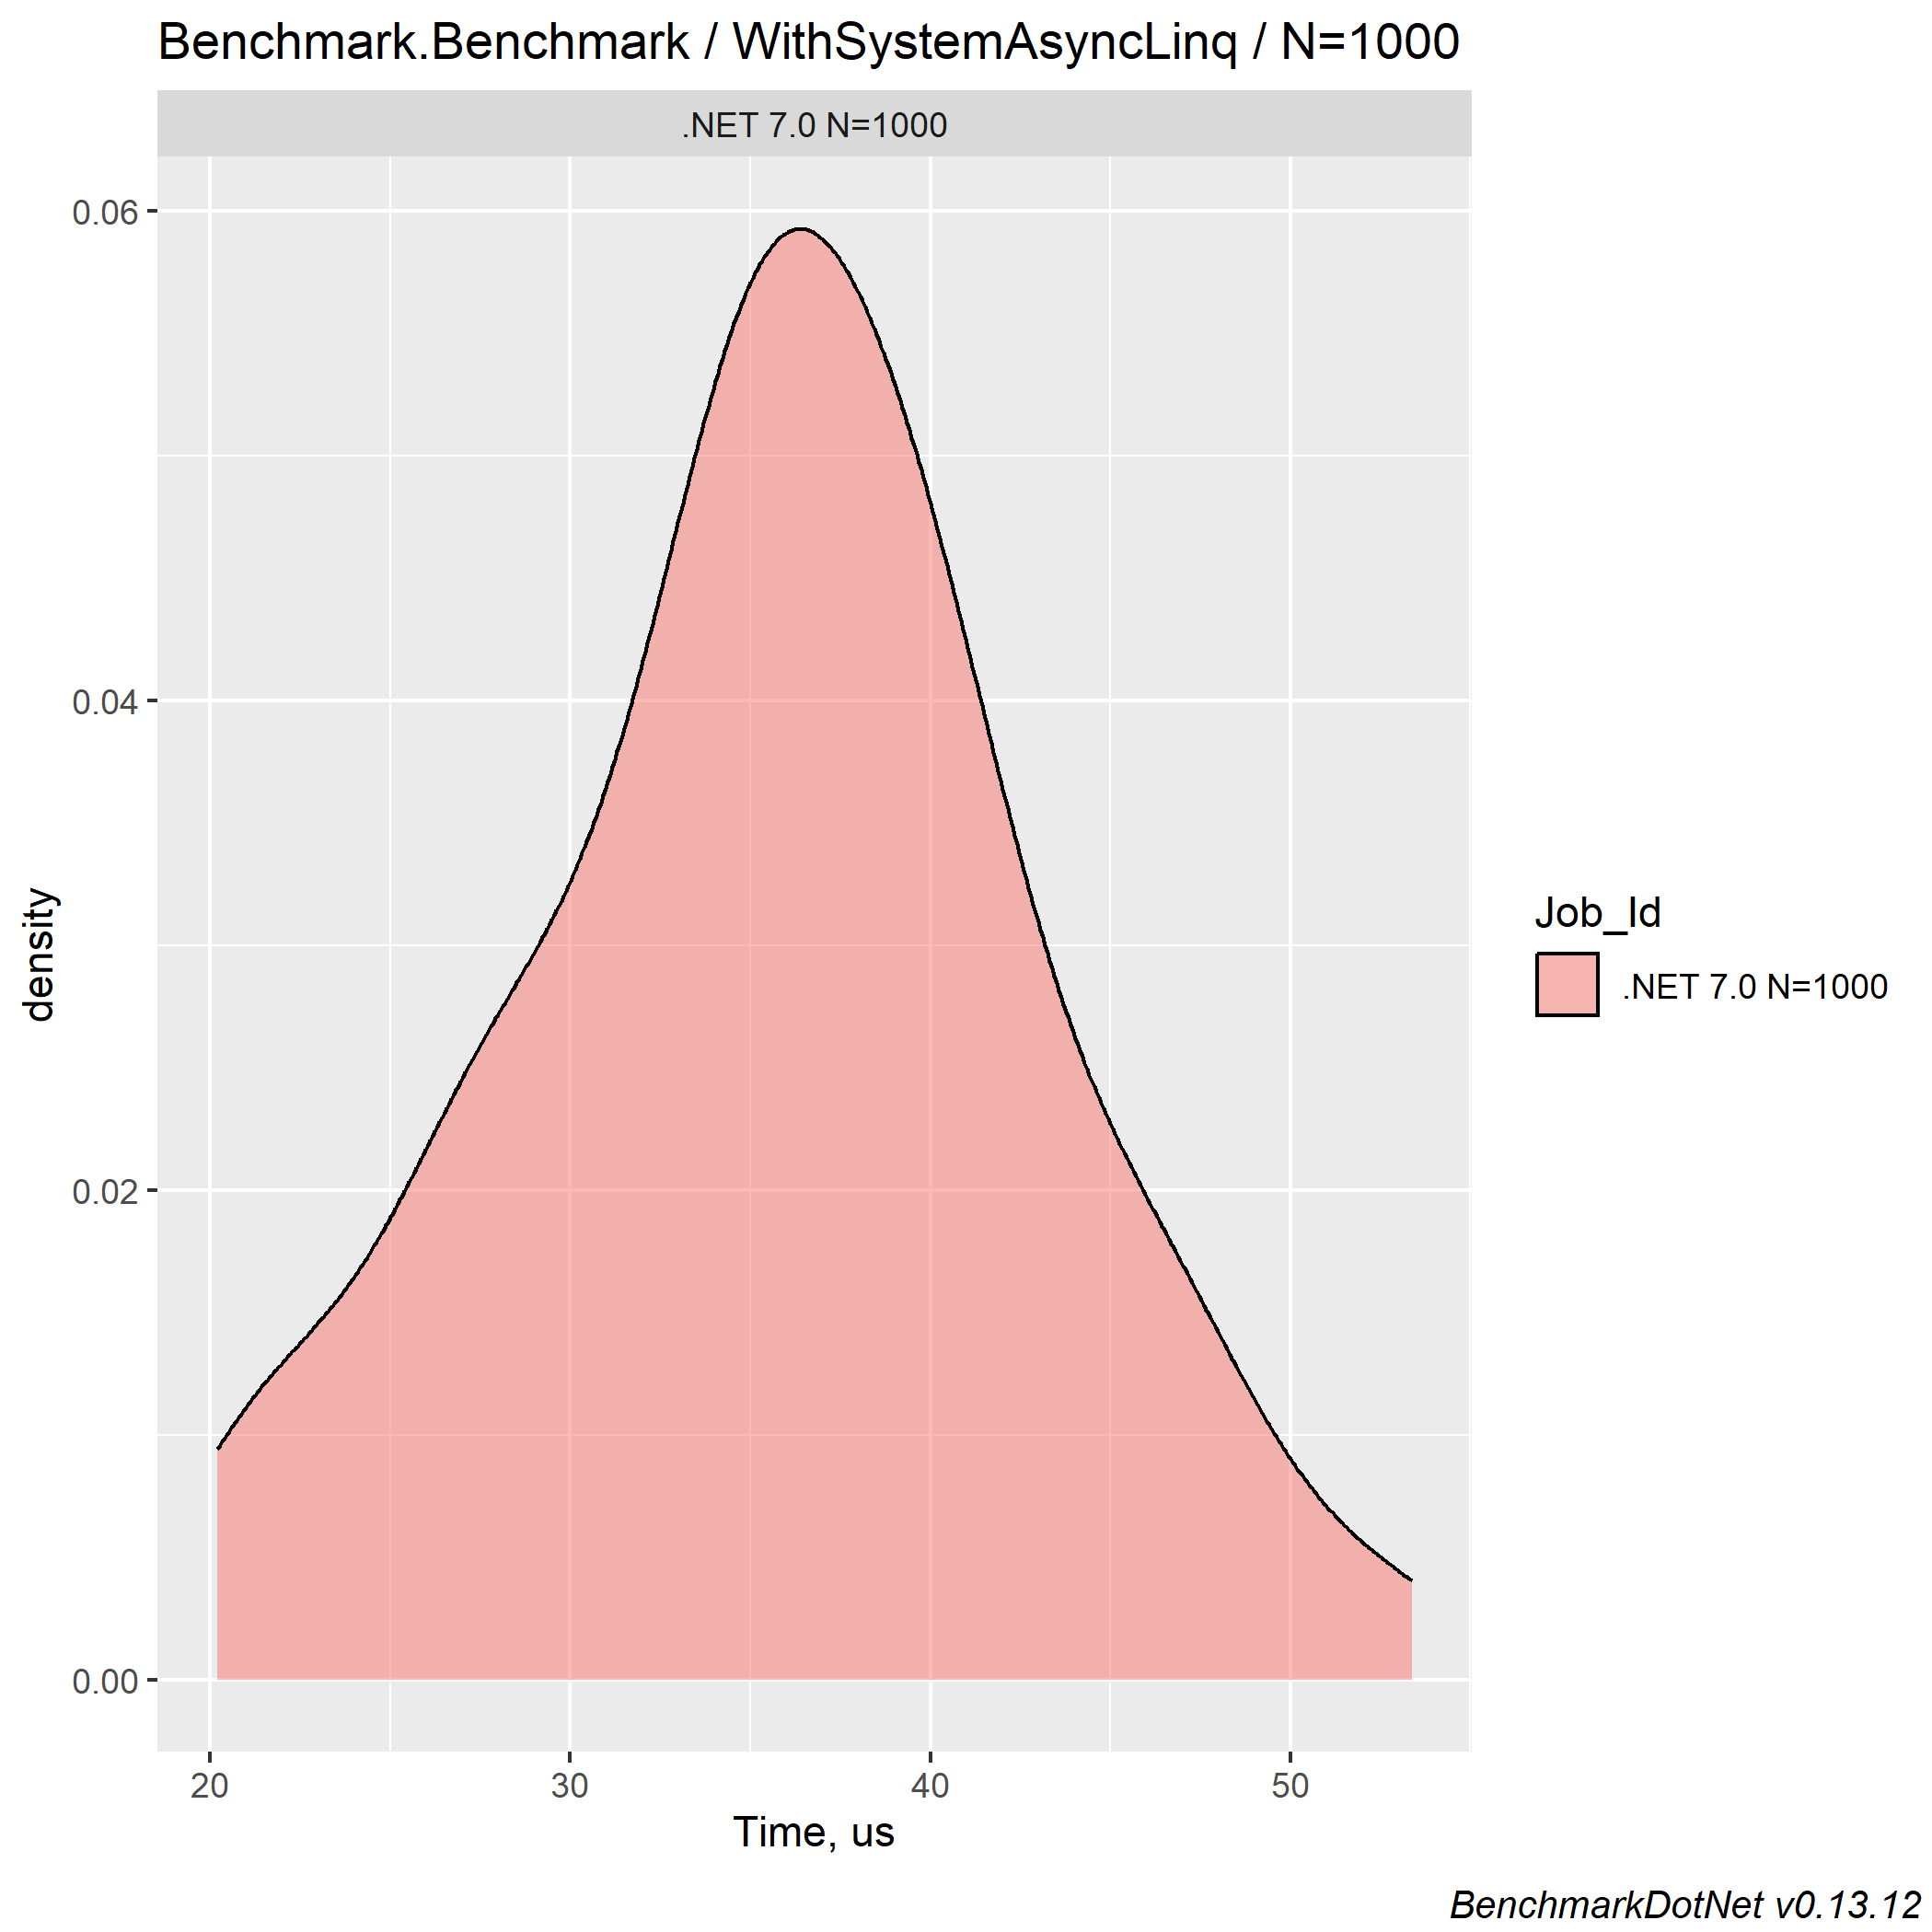 Benchmark.Benchmark / WithSystemAsyncLinq / N=1000
.NET 7.0 N=1000
0.06
0.04
0.02
0.00
density
20 30 40 50
Time, us
Job_Id
.NET 7.0 N=1000
BenchmarkDotNet v0.13.12